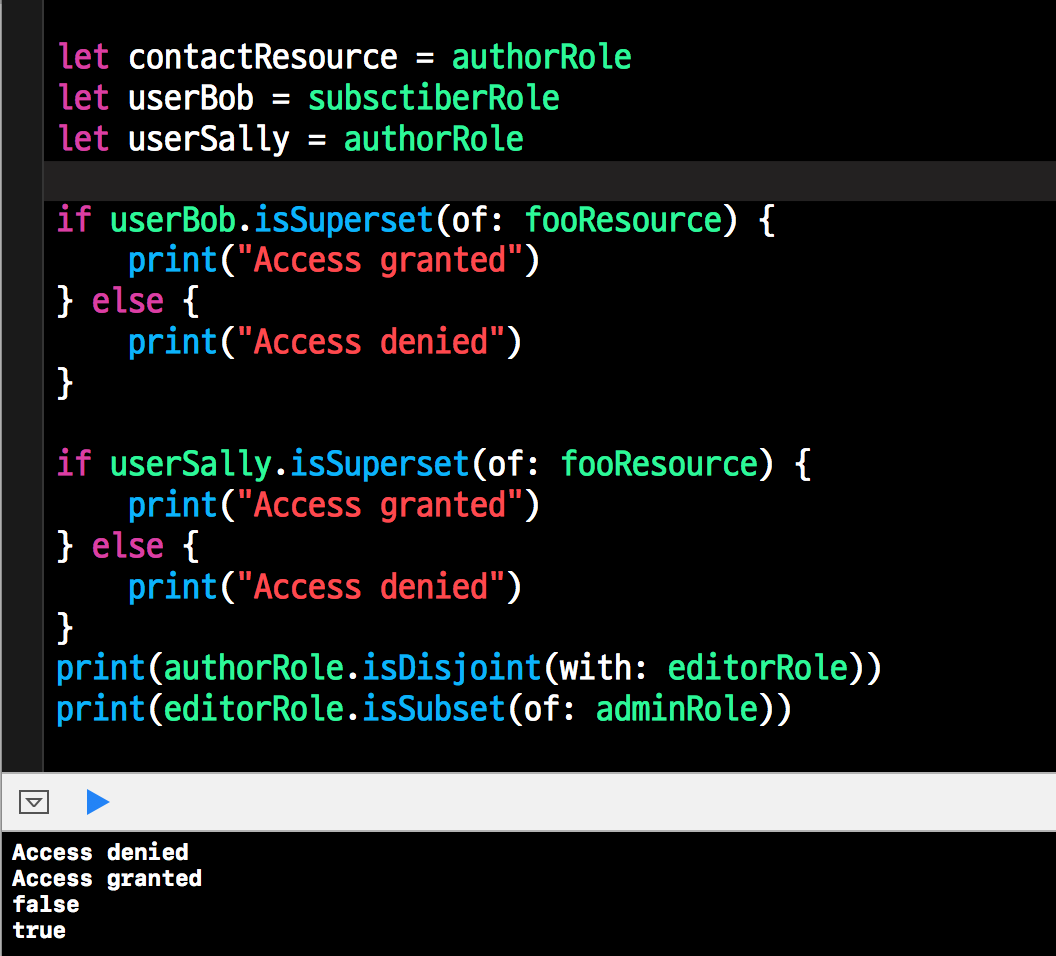 let contactResource = authorRole
let userBob = subsctiberRole
let userSally = authorRole
if userBob.isSuperset(of: fooResource) {
print("Access granted")
} else {
print("Access denied")
}
if userSally.isSuperset(of: fooResource) {
print("Access granted")
} else {
print("Access denied")
}
print(authorRole.isDisjoint(with: editorRole))
print(editorRole.isSubset(of: adminRole))
Access denied
Access granted
false
true